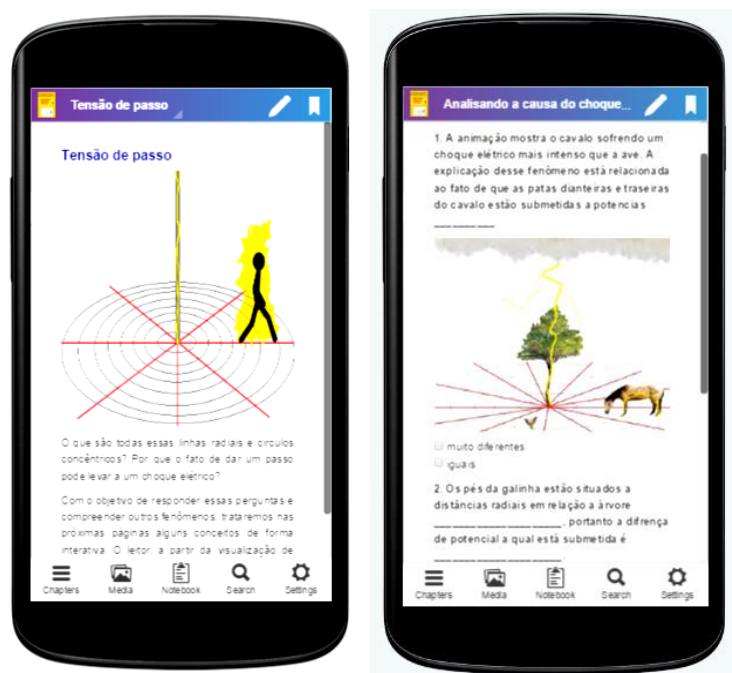 Tensão de passo
Tensão de passo
O que são todas essas linhas radiais e circulos
concêntricos? Por que o fato de dar um passo
pode levar a um choque elétrico?
Com o objetivo de responder essas perguntas e
compreender outros fenômenos, trataremos nas
próximas páginas alguns conceitos de forma
interativa. O leitor, a partir da visualização de
Chapters Media Notebook Search Settings
Analisando a causa do choque...
1. A animação mostra o cavalo sofrendo um
choque elétrico mais intenso que a ave. A
explicação desse fenômeno está relacionada
ao fato de que as patas dianteiras e traseiras
do cavalo estão submetidas a potencias
__________
muito diferentes
iguais
2. Os pés da galinha estão situados a
distâncias radiais em relação a àrvore
_____________________, portanto a difrença
de potencial a qual está submetida é
_____________________
Chapters Media Notebook Search Settings